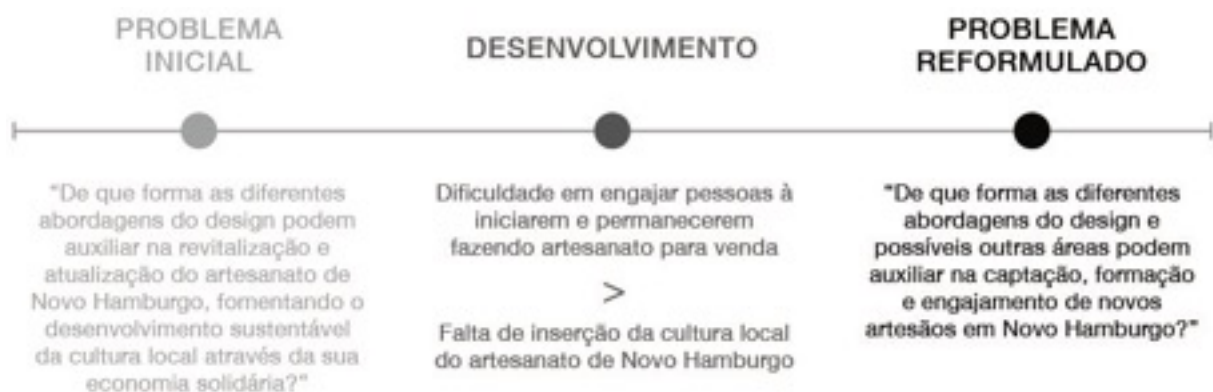 PROBLEMA
INICIAL
"De que forma as diferentes
abordagens do design podem
auxiliar na revitalização e
atualização do artesanato de
Novo Hamburgo, fomentando o
desenvolvimento sustentável
da cultura local através da sua
economia solidária?"
DESENVOLVIMENTO
Dificuldade em engajar pessoas à
iniciarem e permanecerem
fazendo artesanato para venda
>
Falta de inserção da cultura local
do artesanato de Novo Hamburgo
PROBLEMA
REFORMULADO
"De que forma as diferentes
abordagens do design e
possíveis outras áreas podem
auxiliar na captação, formação
e engajamento de novos
artesãos em Novo Hamburgo?"